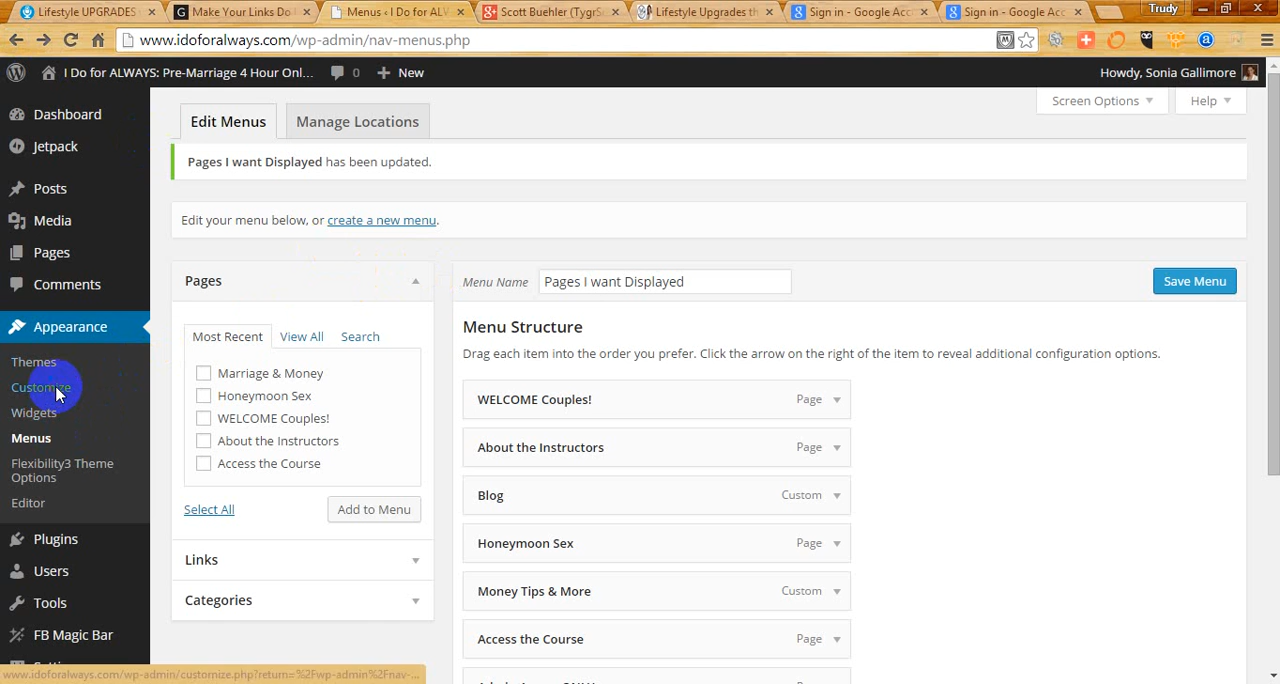 Lifestyle UPGRADES
Make Your Links Do
Menus ‹ I Do for ALW
Scott Buehler (TygrS
Lifestyle Upgrades th
Sign in - Google Acc
Sign in - Google Acc
Trudy
www.idoforalways.com/wp-admin/nav-menus.php
I Do for ALWAYS: Pre-Marriage 4 Hour Onl...
0
New
Howdy, Sonia Gallimore
Dashboard
Jetpack
Posts
Media
Pages
Comments
Appearance
Themes
Customize
Widgets
Menus
Flexibility3 Theme
Options
Editor
Plugins
Users
Tools
FB Magic Bar
Screen Options
Help
Edit Menus
Manage Locations
Pages I want Displayed has been updated.
Edit your menu below, or create a new menu.
Pages
Most Recent
View All
Search
Marriage & Money
Honeymoon Sex
WELCOME Couples!
About the Instructors
Access the Course
Select All
Add to Menu
Links
Categories
Menu Name
Pages I want Displayed
Save Menu
Menu Structure
Drag each item into the order you prefer. Click the arrow on the right of the item to reveal additional configuration options.
WELCOME Couples!
Page
About the Instructors
Page
Blog
Custom
Honeymoon Sex
Page
Money Tips & More
Custom
Access the Course
Page
www.idoforalways.com/wp-admin/customize.php?return=%2Fwp-admin%2Fnav-...